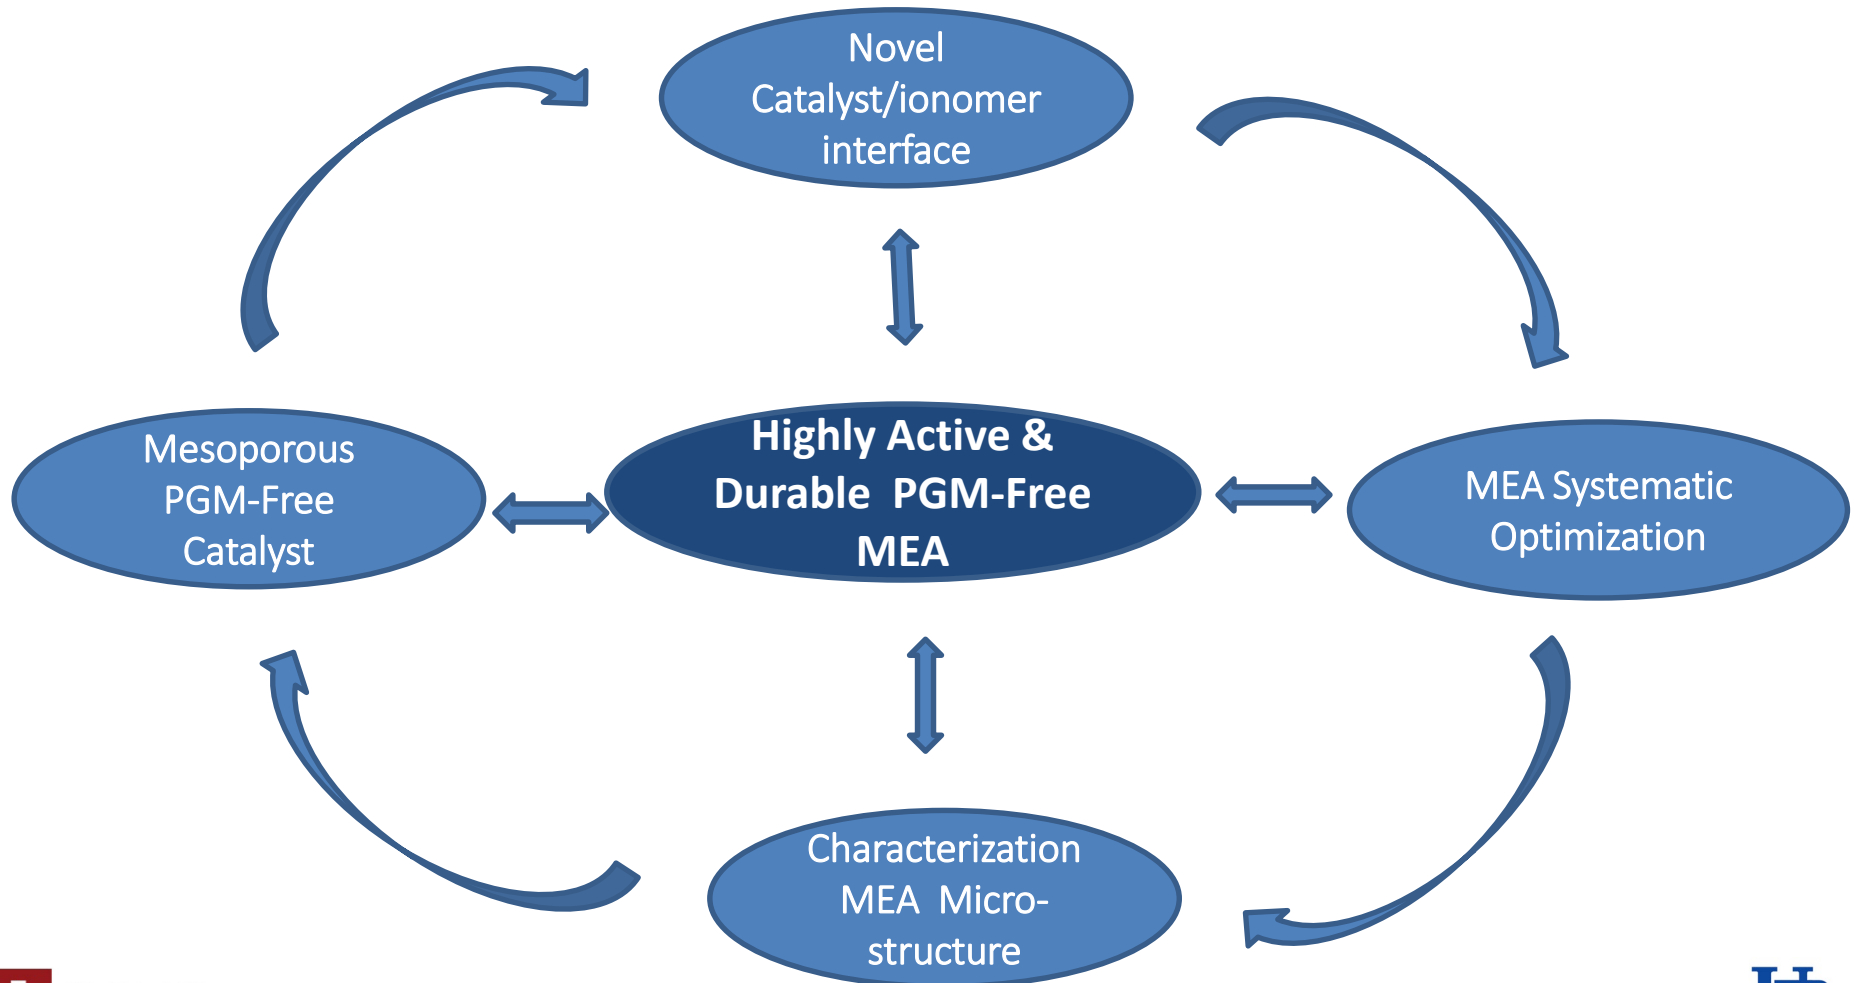 Novel
Catalyst/ionomer
interface
Mesoporous
PGM-Free
Catalyst
Highly Active &
Durable PGM-Free
MEA
MEA Systematic
Optimization
Characterization
MEA Micro-
structure